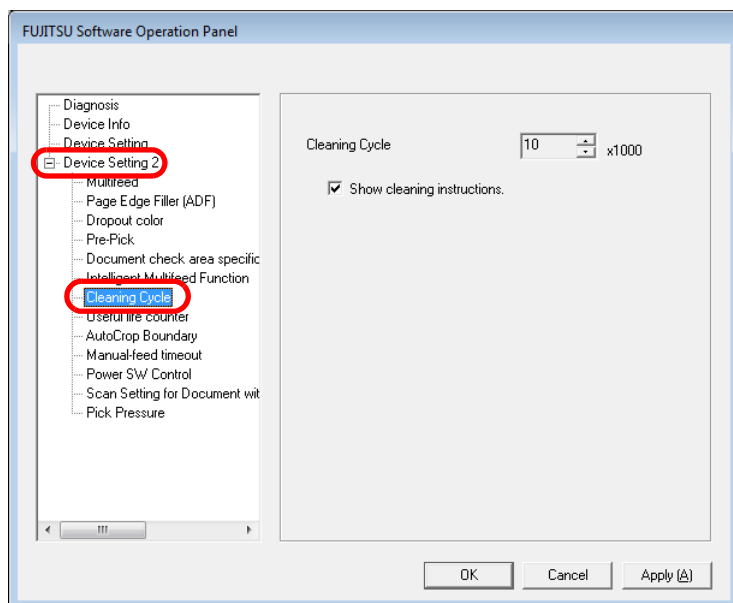 FUJITSU Software Operation Panel
Diagnosis
Device Info
Device Setting
Device Setting 2
Multifeed
Page Edge Filler (ADF)
Dropout color
Pre-Pick
Document check area specific
Intelligent Multifeed Function
Cleaning Cycle
Useful life counter
AutoCrop Boundary
Manual-feed timeout
Power SW Control
Scan Setting for Document wit
Pick Pressure
Cleaning Cycle 10 x1000
Show cleaning instructions.
OK Cancel Apply (A)